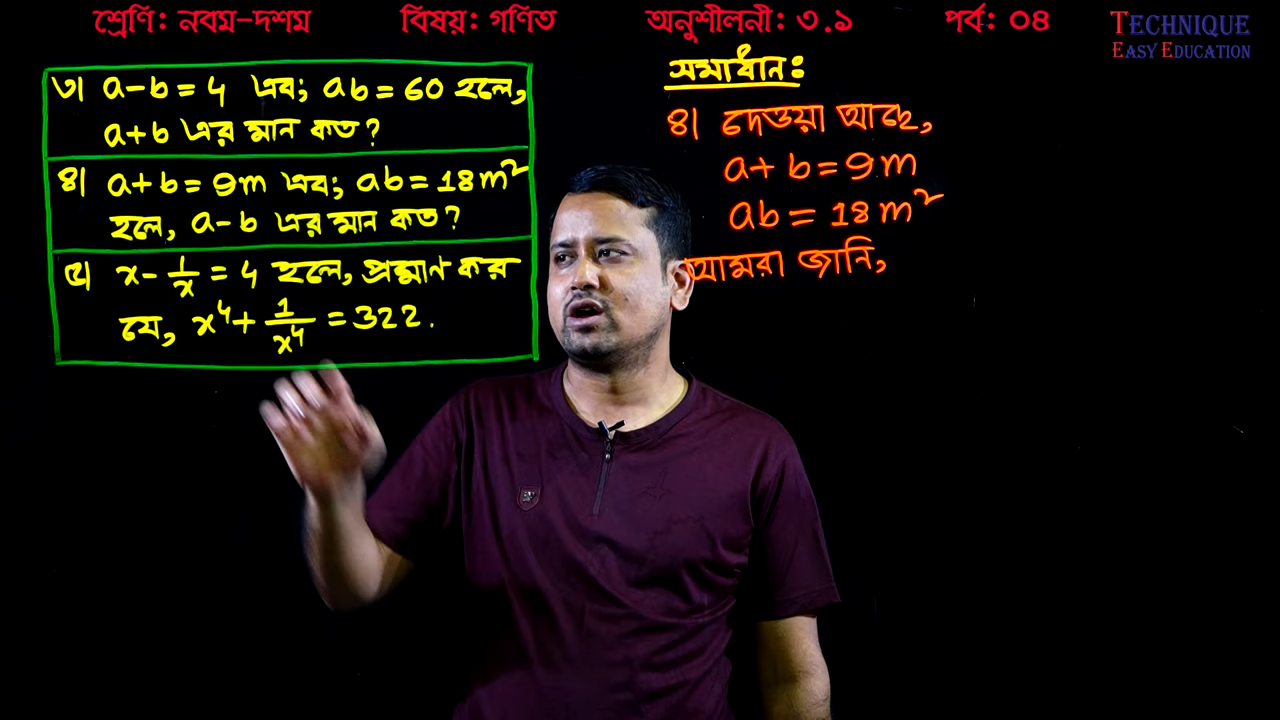 শ্রেণি: নবম-দশম বিষয়: গণিত অনুশীলনী: ৩.১ পর্ব: ০৪
TECHNIQUE
EASY EDUCATION
৩। a-b = 4 এবং ab = 60 হলে,
a+b এর মান কত?
৪। a+b = 9m এবং ab = 18m²
হলে, a-b এর মান কত?
৫। x - 1/x = 4 হলে, প্রমাণ কর
যে, x⁴ + 1/x⁴ = 322.
সমাধান:
৪। দেওয়া আছে,
a+b = 9m
ab = 18m²
আমরা জানি,